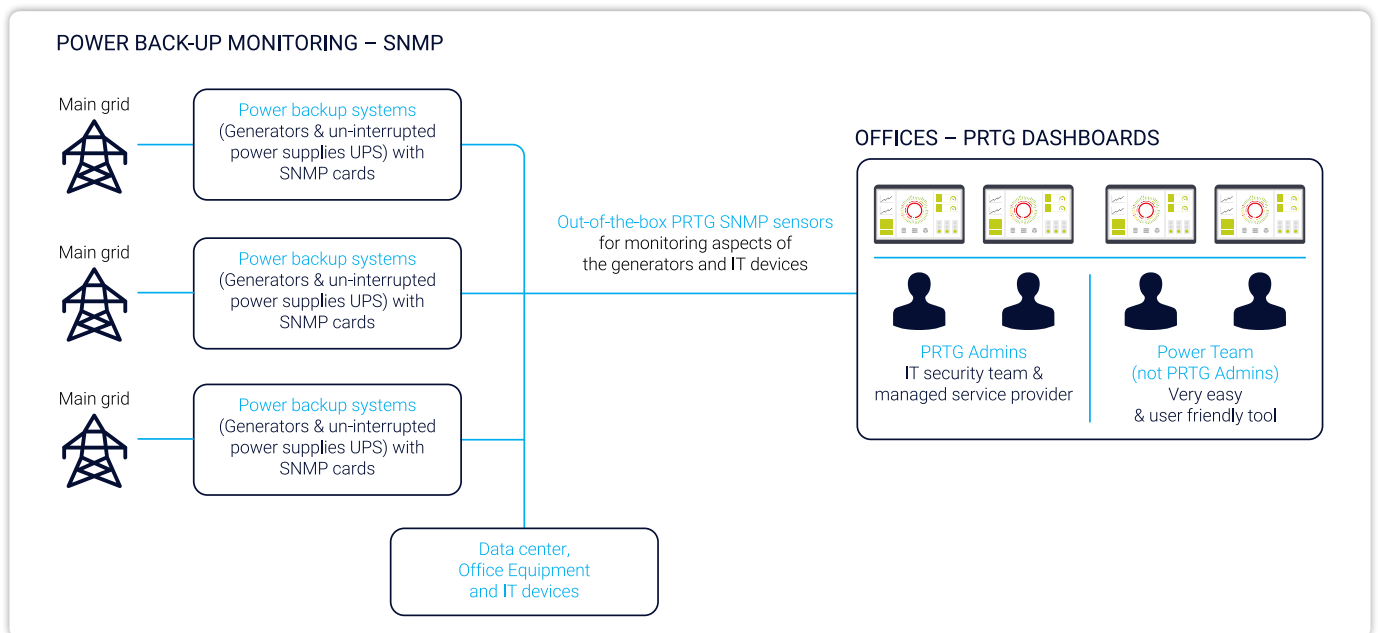 POWER BACK-UP MONITORING – SNMP
Main grid
Power backup systems
(Generators & un-interrupted
power supplies UPS) with
SNMP cards
Main grid
Power backup systems
(Generators & un-interrupted
power supplies UPS) with
SNMP cards
Main grid
Power backup systems
(Generators & un-interrupted
power supplies UPS) with
SNMP cards
Data center,
Office Equipment
and IT devices
Out-of-the-box PRTG SNMP sensors
for monitoring aspects of
the generators and IT devices
OFFICES – PRTG DASHBOARDS
PRTG Admins
IT security team &
managed service provider
Power Team
(not PRTG Admins)
Very easy
& user friendly tool